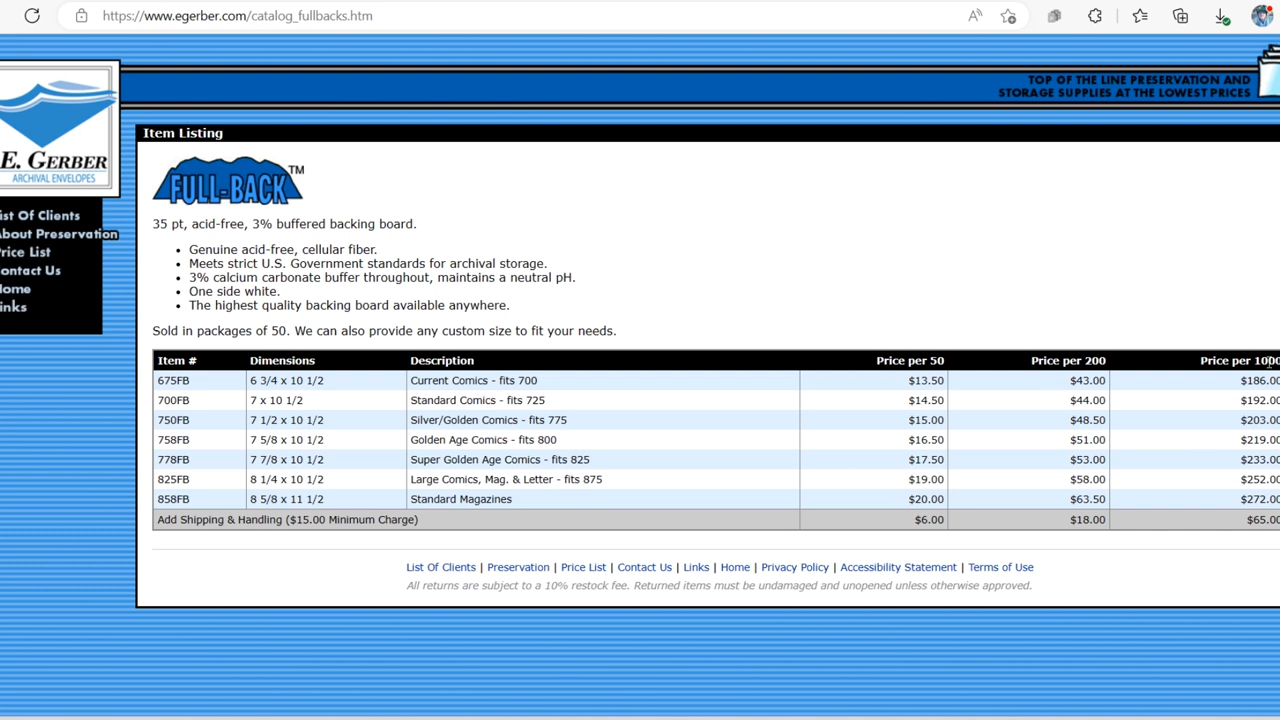 https://www.egerber.com/catalog_fullbacks.htm
TOP OF THE LINE PRESERVATION AND
STORAGE SUPPLIES AT THE LOWEST PRICES
E. GERBER
ARCHIVAL ENVELOPES
ist Of Clients
bout Preservation
rice List
ontact Us
ome
inks
Item Listing
FULL-BACK™
35 pt, acid-free, 3% buffered backing board.
• Genuine acid-free, cellular fiber.
• Meets strict U.S. Government standards for archival storage.
• 3% calcium carbonate buffer throughout, maintains a neutral pH.
• One side white.
• The highest quality backing board available anywhere.
Sold in packages of 50. We can also provide any custom size to fit your needs.
Item # Dimensions Description Price per 50 Price per 200 Price per 1000
675FB 6 3/4 x 10 1/2 Current Comics - fits 700 $13.50 $43.00 $186.00
700FB 7 x 10 1/2 Standard Comics - fits 725 $14.50 $44.00 $192.00
750FB 7 1/2 x 10 1/2 Silver/Golden Comics - fits 775 $15.00 $48.50 $203.00
758FB 7 5/8 x 10 1/2 Golden Age Comics - fits 800 $16.50 $51.00 $219.00
778FB 7 7/8 x 10 1/2 Super Golden Age Comics - fits 825 $17.50 $53.00 $233.00
825FB 8 1/4 x 10 1/2 Large Comics, Mag. & Letter - fits 875 $19.00 $58.00 $252.00
858FB 8 5/8 x 11 1/2 Standard Magazines $20.00 $63.50 $272.00
Add Shipping & Handling ($15.00 Minimum Charge) $6.00 $18.00 $65.00
List Of Clients | Preservation | Price List | Contact Us | Links | Home | Privacy Policy | Accessibility Statement | Terms of Use
All returns are subject to a 10% restock fee. Returned items must be undamaged and unopened unless otherwise approved.